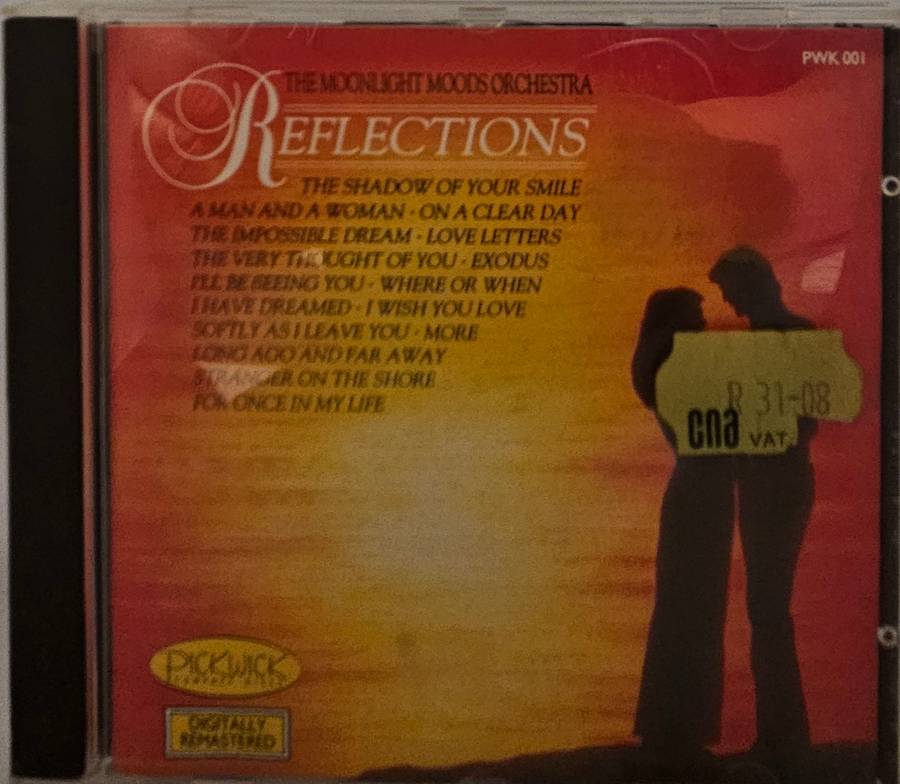 PWK 001
THE MOONLIGHT MOODS ORCHESTRA
REFLECTIONS
THE SHADOW OF YOUR SMILE
A MAN AND A WOMAN · ON A CLEAR DAY
THE IMPOSSIBLE DREAM · LOVE LETTERS
THE VERY THOUGHT OF YOU · EXODUS
I'LL BE SEEING YOU · WHERE OR WHEN
I HAVE DREAMED · I WISH YOU LOVE
SOFTLY AS I LEAVE YOU · MORE
LONG AGO AND FAR AWAY
STRANGER ON THE SHORE
FOR ONCE IN MY LIFE
R 31-08
cna VAT.
PICKWICK
COMPACT DISCS
DIGITALLY
REMASTERED